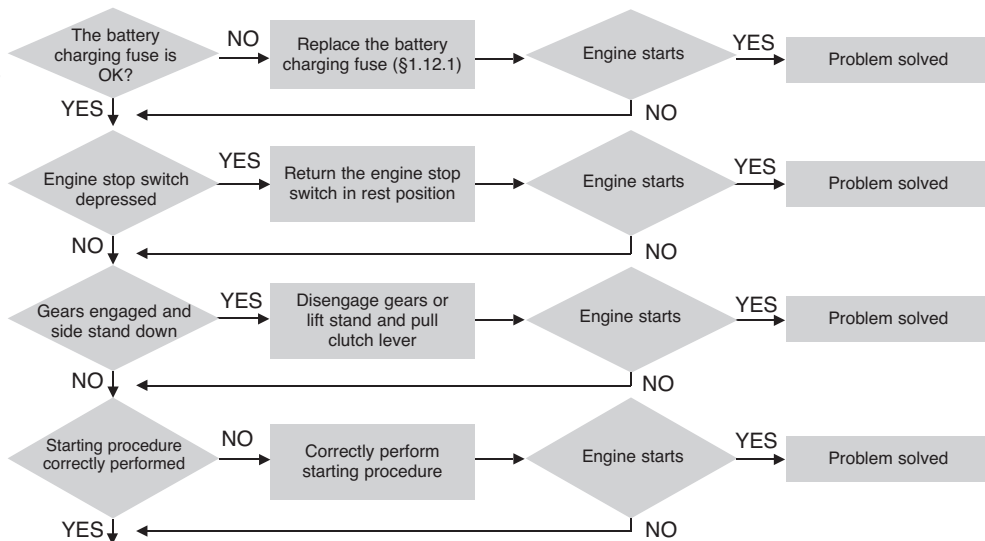 The battery
charging fuse is
OK?
NO
Replace the battery
charging fuse (§1.12.1)
Engine starts
YES
Problem solved
YES
NO
Engine stop switch
depressed
YES
Return the engine stop
switch in rest position
Engine starts
YES
Problem solved
NO
NO
Gears engaged and
side stand down
YES
Disengage gears or
lift stand and pull
clutch lever
Engine starts
YES
Problem solved
NO
NO
Starting procedure
correctly performed
NO
Correctly perform
starting procedure
Engine starts
YES
Problem solved
YES
NO